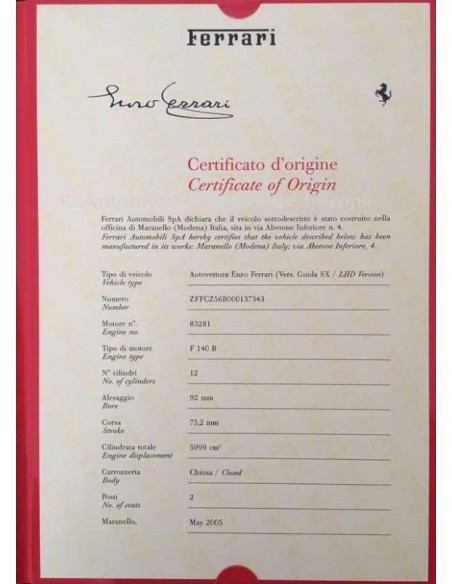 Ferrari
Enzo Ferrari
Certificato d'origine
Certificate of Origin
Ferrari Automobili SpA dichiara che il veicolo sottodescritto è stato costruito nella
officina di Maranello (Modena) Italia, sita in via Abetone Inferiore n. 4.
Ferrari Automobili SpA hereby certifies that the vehicle described below has been
manufactured in its works: Maranello (Modena) Italy; via Abetone Inferiore, 4.
Tipo di veicolo Autovettura Enzo Ferrari (Vers. Guida SX / LHD Version)
Vehicle type
Numero ZFFCZ56B000137343
Number
Motore n°. 83281
Engine no.
Tipo di motore F 140 B
Engine type
N° cilindri 12
No. of cylinders
Alesaggio 92 mm
Bore
Corsa 75,2 mm
Stroke
Cilindrata totale 5999 cm³
Engine displacement
Carrozzeria Chiusa / Closed
Body
Posti 2
No. of seats
Maranello, May 2005